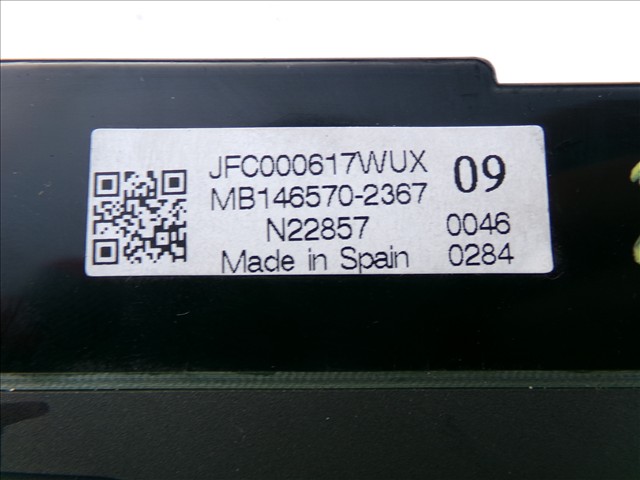 JFC000617WUX 09
MB146570-2367
N22857 0046
Made in Spain 0284